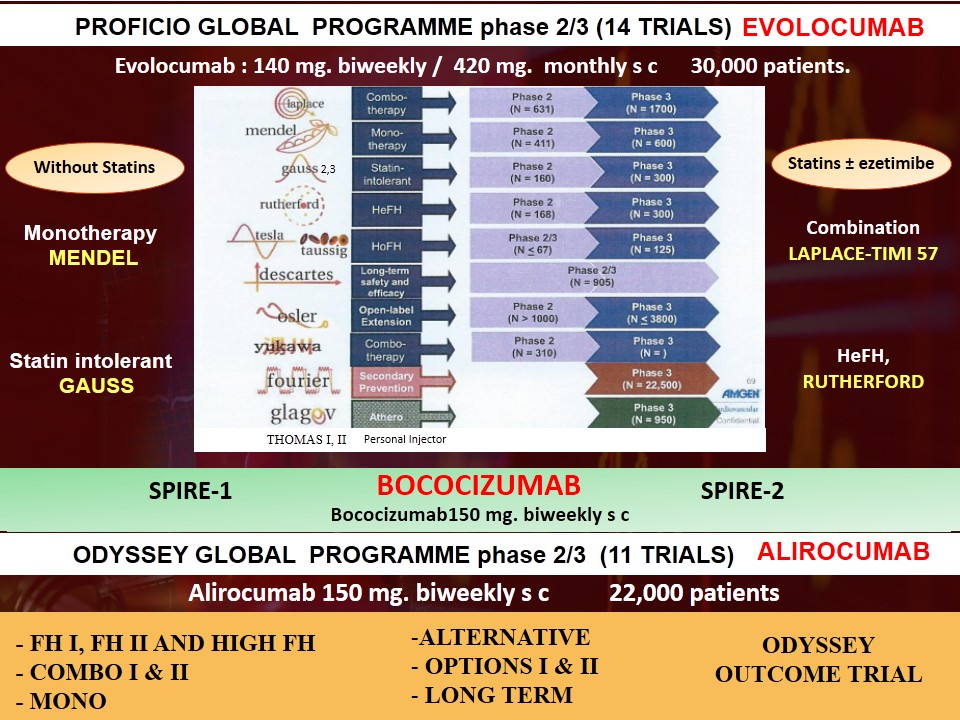 PROFICIO GLOBAL PROGRAMME phase 2/3 (14 TRIALS) EVOLOCUMAB
Evolocumab : 140 mg. biweekly / 420 mg. monthly s c 30,000 patients.
Without Statins
Monotherapy
MENDEL
Statin intolerant
GAUSS
laplace
Combo-
therapy
Phase 2
(N = 631)
Phase 3
(N = 1700)
mendel
Mono-
therapy
Phase 2
(N = 411)
Phase 3
(N = 600)
gauss 2,3
Statin-
intolerant
Phase 2
(N = 160)
Phase 3
(N = 300)
rutherford
HeFH
Phase 2
(N = 168)
Phase 3
(N = 300)
tesla
taussig
HoFH
Phase 2/3
(N ≤ 67)
Phase 3
(N = 125)
descartes
Long-term
safety and
efficacy
Phase 2/3
(N = 905)
osler
Open-label
Extension
Phase 2
(N > 1000)
Phase 3
(N ≤ 3800)
yukawa
Combo-
therapy
Phase 2
(N = 310)
Phase 3
(N = )
fourier
Secondary
Prevention
Phase 3
(N = 22,500)
glagov
Athero
Phase 3
(N = 950)
69
AMGEN
Cardiovascular
Confidential
THOMAS I, II Personal Injector
Statins ± ezetimibe
Combination
LAPLACE-TIMI 57
HeFH,
RUTHERFORD
SPIRE-1
BOCOCIZUMAB
SPIRE-2
Bococizumab150 mg. biweekly s c
ODYSSEY GLOBAL PROGRAMME phase 2/3 (11 TRIALS) ALIROCUMAB
Alirocumab 150 mg. biweekly s c 22,000 patients
- FH I, FH II AND HIGH FH
- COMBO I & II
- MONO
-ALTERNATIVE
- OPTIONS I & II
- LONG TERM
ODYSSEY
OUTCOME TRIAL